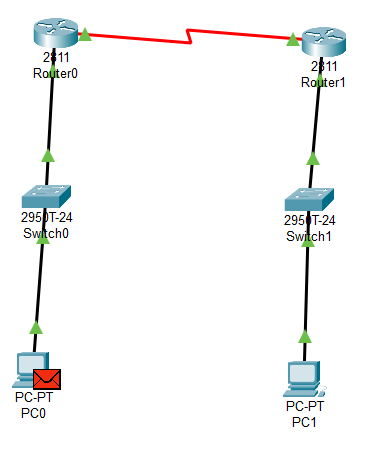 2811
Router0
2811
Router1
2950T-24
Switch0
2950T-24
Switch1
PC-PT
PC0
PC-PT
PC1